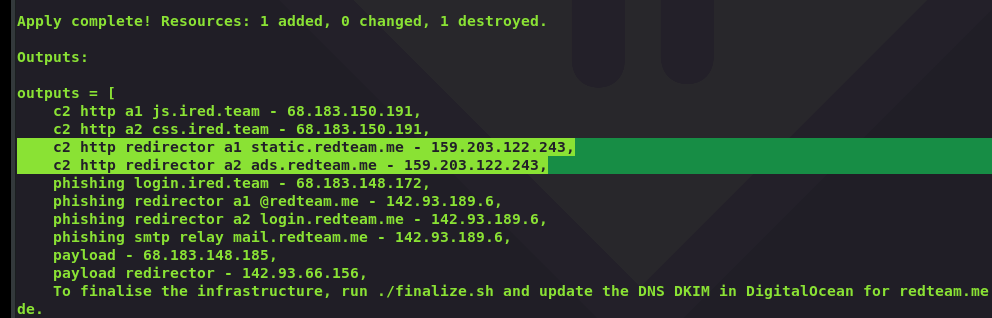 Apply complete! Resources: 1 added, 0 changed, 1 destroyed.
Outputs:
outputs = [
c2 http a1 js.ired.team - 68.183.150.191,
c2 http a2 css.ired.team - 68.183.150.191,
c2 http redirector a1 static.redteam.me - 159.203.122.243,
c2 http redirector a2 ads.redteam.me - 159.203.122.243,
phishing login.ired.team - 68.183.148.172,
phishing redirector a1 @redteam.me - 142.93.189.6,
phishing redirector a2 login.redteam.me - 142.93.189.6,
phishing smtp relay mail.redteam.me - 142.93.189.6,
payload - 68.183.148.185,
payload redirector - 142.93.66.156,
To finalise the infrastructure, run ./finalize.sh and update the DNS DKIM in DigitalOcean for redteam.me
de.